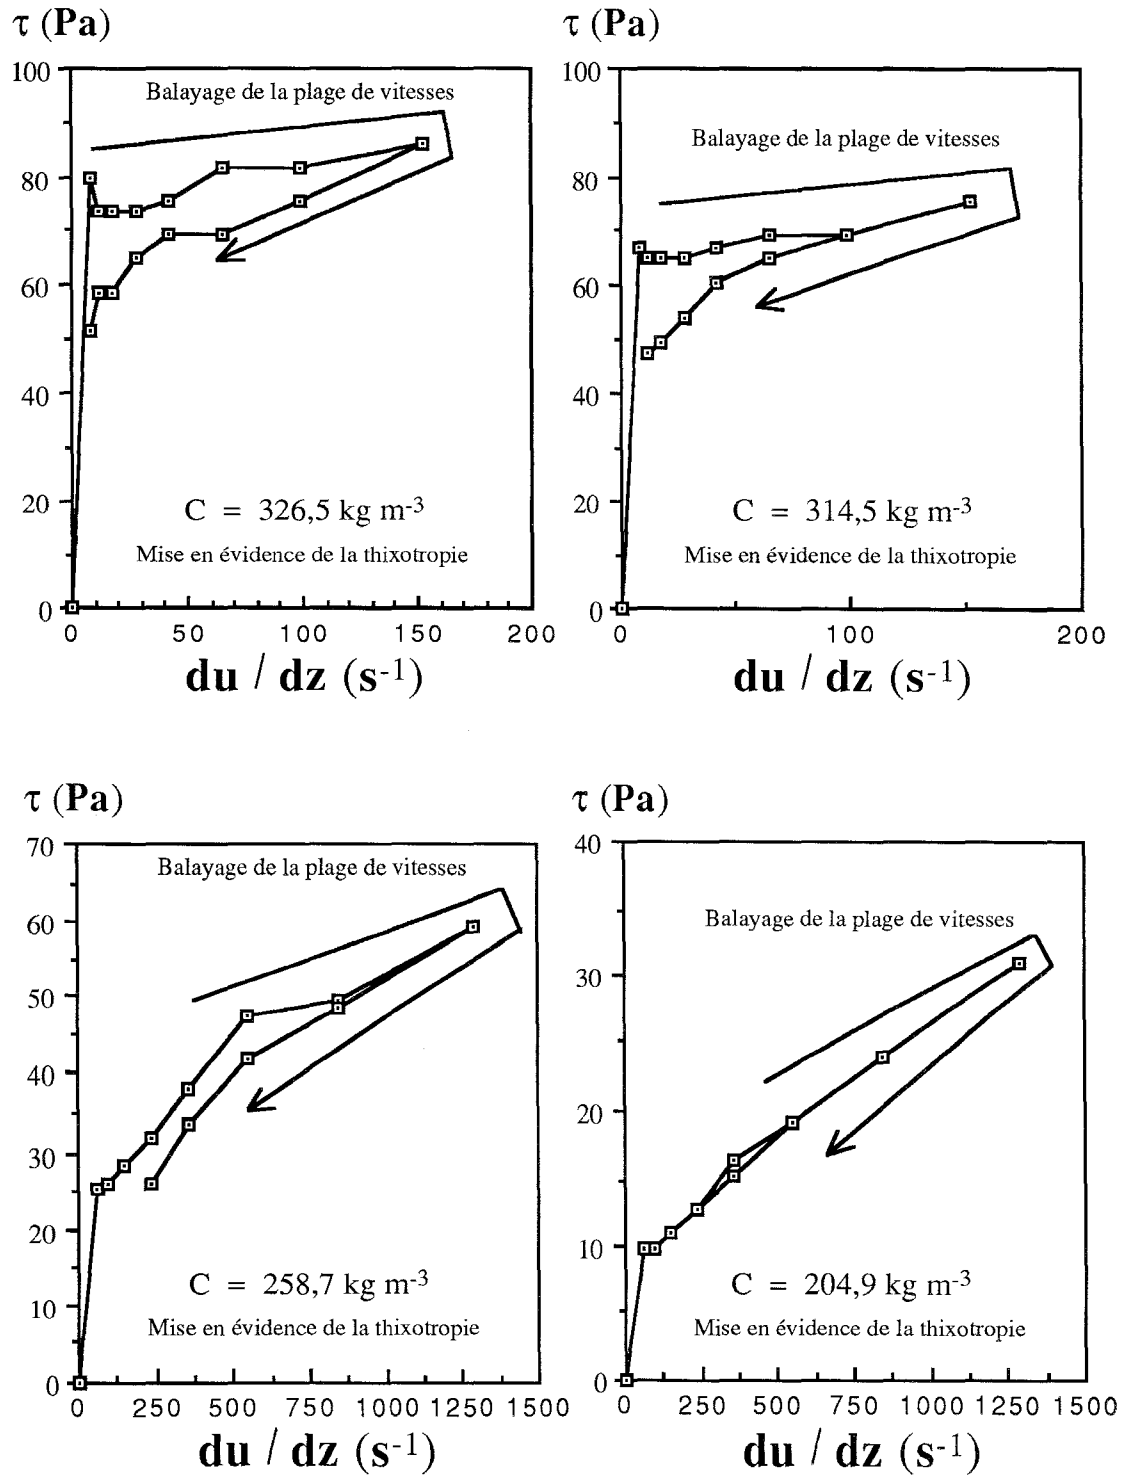 τ (Pa)
100
80
60
40
20
0
Balayage de la plage de vitesses
C = 326,5 kg m-3
Mise en évidence de la thixotropie
0 50 100 150 200
du / dz (s-1)
τ (Pa)
100
80
60
40
20
0
Balayage de la plage de vitesses
C = 314,5 kg m-3
Mise en évidence de la thixotropie
0 100 200
du / dz (s-1)
τ (Pa)
70
60
50
40
30
20
10
0
Balayage de la plage de vitesses
C = 258,7 kg m-3
Mise en évidence de la thixotropie
0 250 500 750 1000 1250 1500
du / dz (s-1)
τ (Pa)
40
30
20
10
0
Balayage de la plage de vitesses
C = 204,9 kg m-3
Mise en évidence de la thixotropie
0 250 500 750 1000 1250 1500
du / dz (s-1)